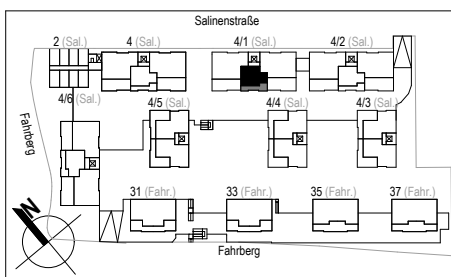 Salinenstraße
2 (Sal.) 4 (Sal.) 4/1 (Sal.) 4/2 (Sal.)
4/6 (Sal.) 4/5 (Sal.) 4/4 (Sal.) 4/3 (Sal.)
Fahrberg
31 (Fahr.) 33 (Fahr.) 35 (Fahr.) 37 (Fahr.)
N
Fahrberg